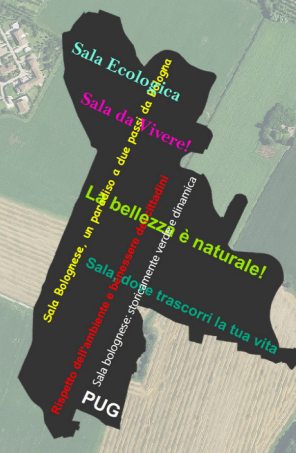 Sala Ecologica
Sala da Vivere!
Sala Bolognese, un paradiso a due passi da Bologna
La bellezza è naturale!
Rispetto dell'ambiente e benessere dei cittadini
Sala bolognese: storicamente verde e dinamica
Sala, dove trascorri la tua vita
PUG